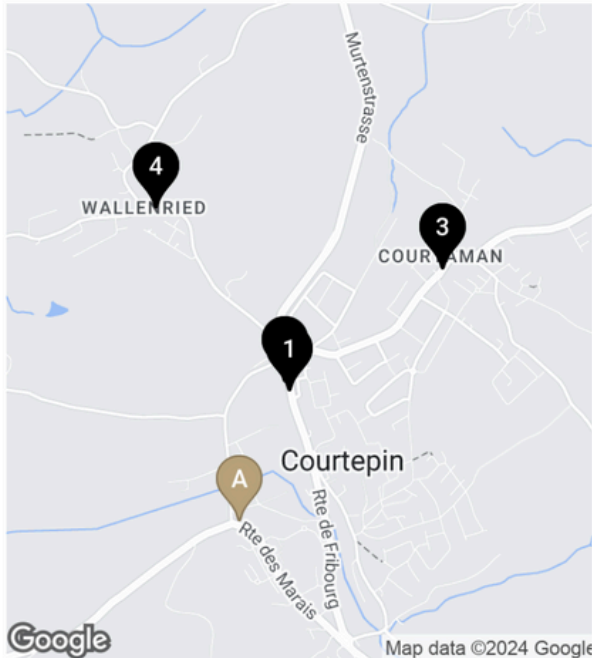 Murtenstrasse
4
WALLENRIED
3
COURTAMAN
1
Courtepin
A
Rte de Fribourg
Rte des Marais
Google
Map data ©2024 Google